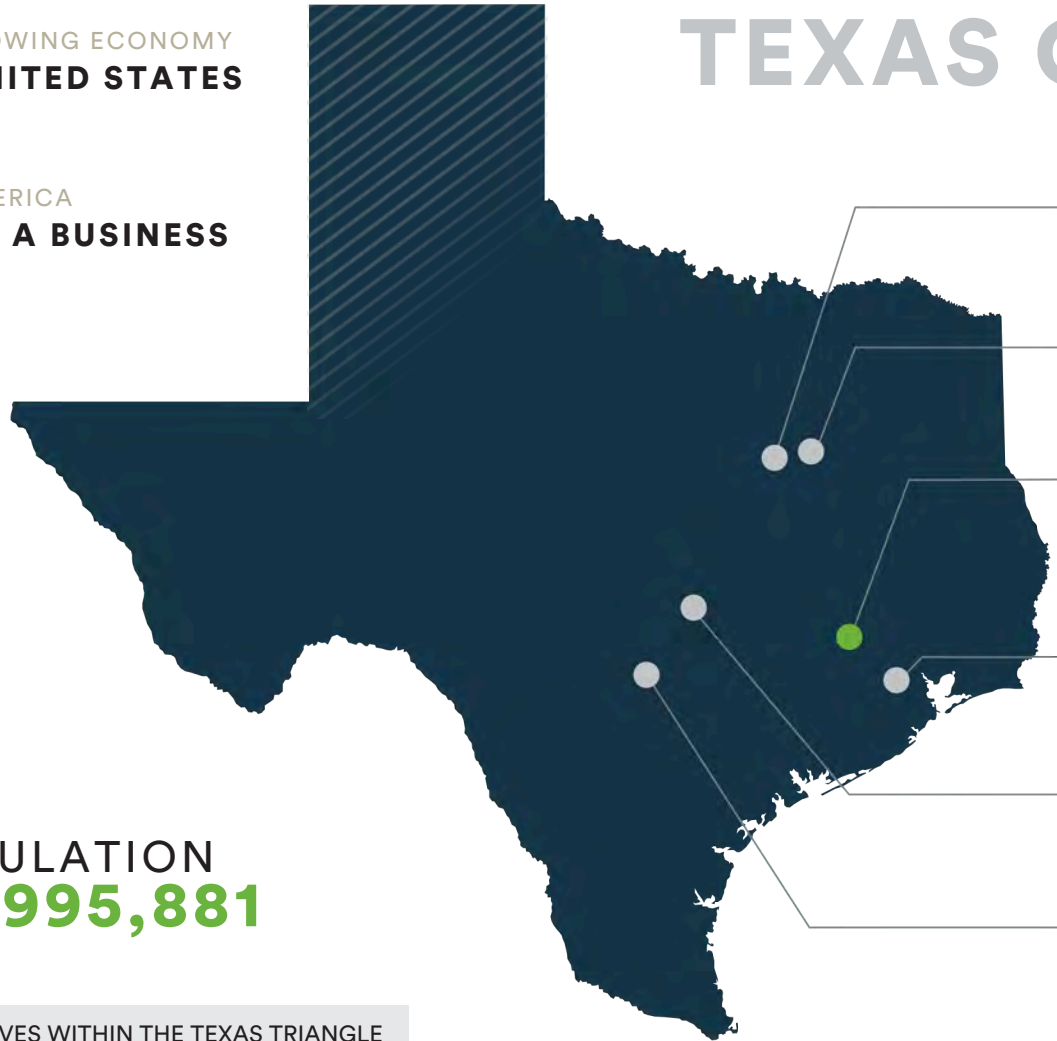 OWING ECONOMY
NITED STATES
TEXAS
ERICA
A BUSINESS
ULATION
995,881
VES WITHIN THE TEXAS TRIANGLE